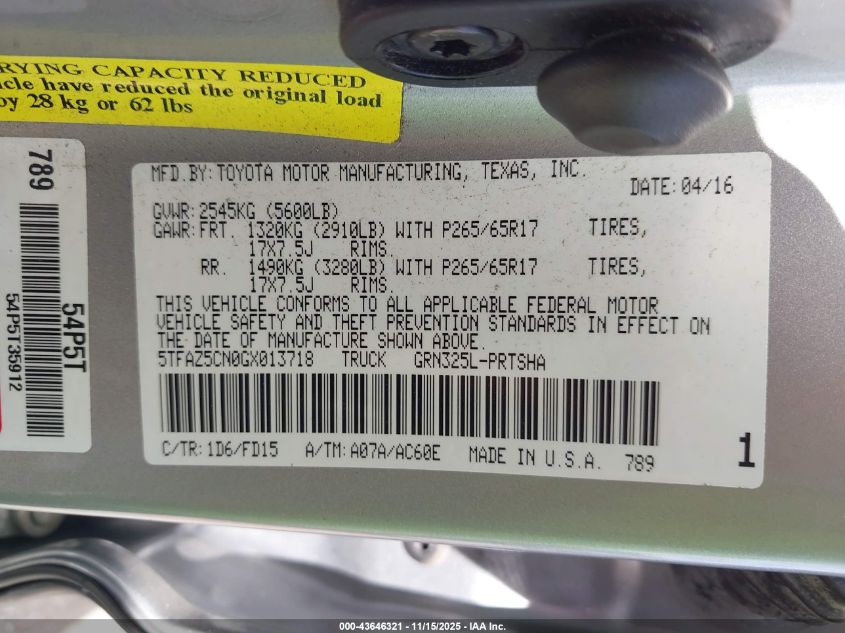 RYING CAPACITY REDUCED
cle have reduced the original load
by 28 kg or 62 lbs
789
54P5T
54P5T35912
MFD.BY:TOYOTA MOTOR MANUFACTURING, TEXAS, INC.
DATE:04/16
GVWR:2545KG (5600LB)
GAWR:FRT. 1320KG (2910LB) WITH P265/65R17 TIRES,
17X7.5J RIMS.
RR. 1490KG (3280LB) WITH P265/65R17 TIRES,
17X7.5J RIMS.
THIS VEHICLE CONFORMS TO ALL APPLICABLE FEDERAL MOTOR
VEHICLE SAFETY AND THEFT PREVENTION STANDARDS IN EFFECT ON
THE DATE OF MANUFACTURE SHOWN ABOVE.
5TFAZ5CN0GX013718 TRUCK GRN325L-PRTSHA
C/TR:1D6/FD15 A/TM:A07A/AC60E MADE IN U.S.A. 789
1
000-43646321 | 11/15/2025 - IAA Inc.